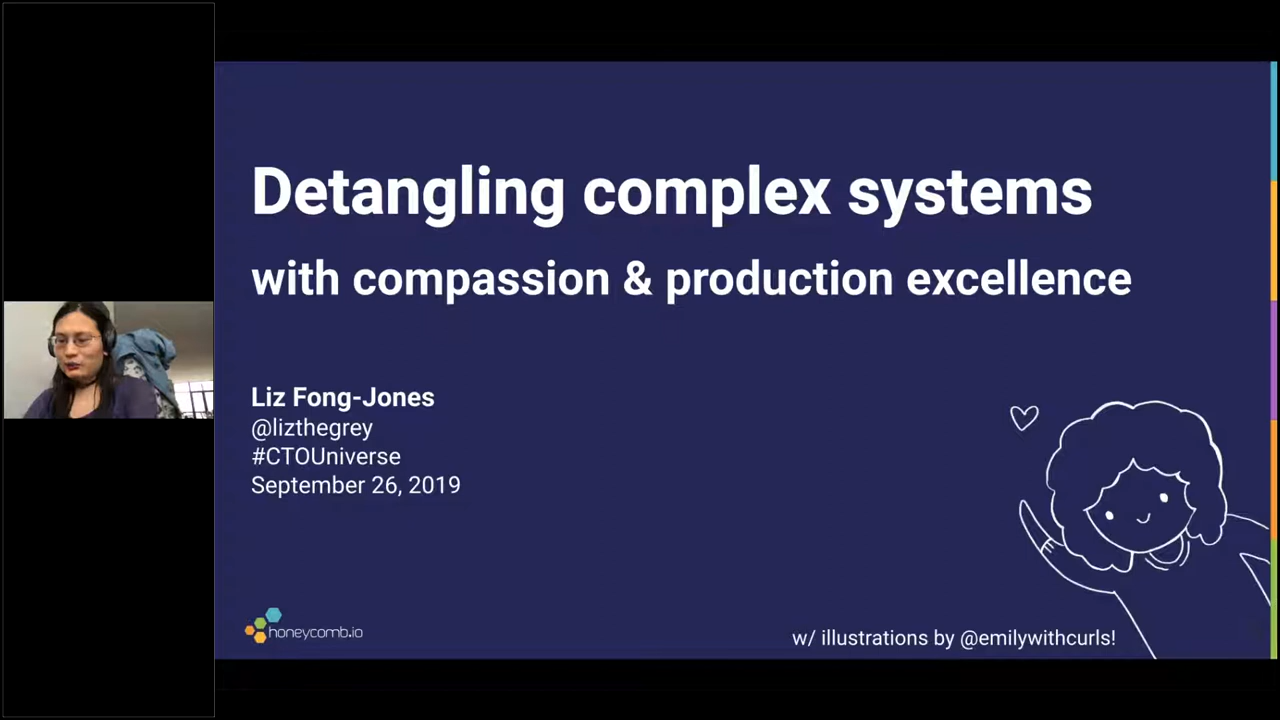 Detangling complex systems
with compassion & production excellence
Liz Fong-Jones
@lizthegrey
#CTOUniverse
September 26, 2019
honeycomb.io
w/ illustrations by @emilywithcurls!